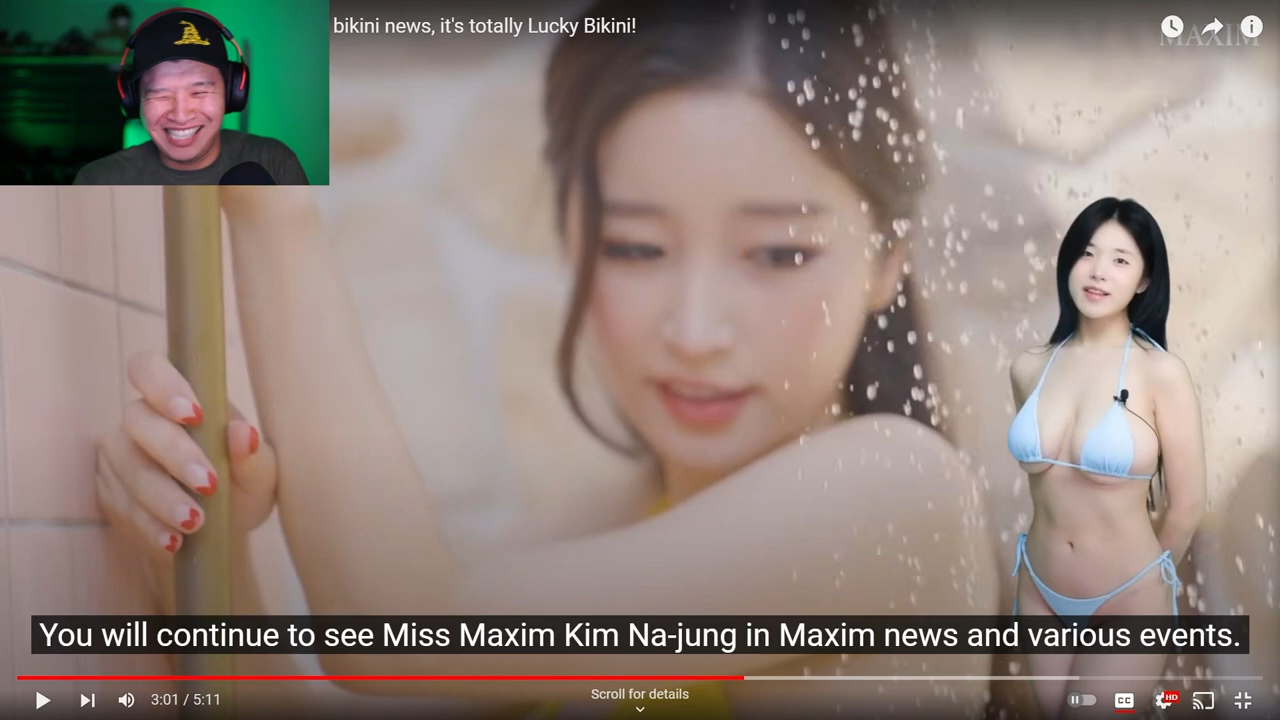 bikini news, it's totally Lucky Bikini!
MAXIM
You will continue to see Miss Maxim Kim Na-jung in Maxim news and various events.
3:01 / 5:11
Scroll for details
CC
HD